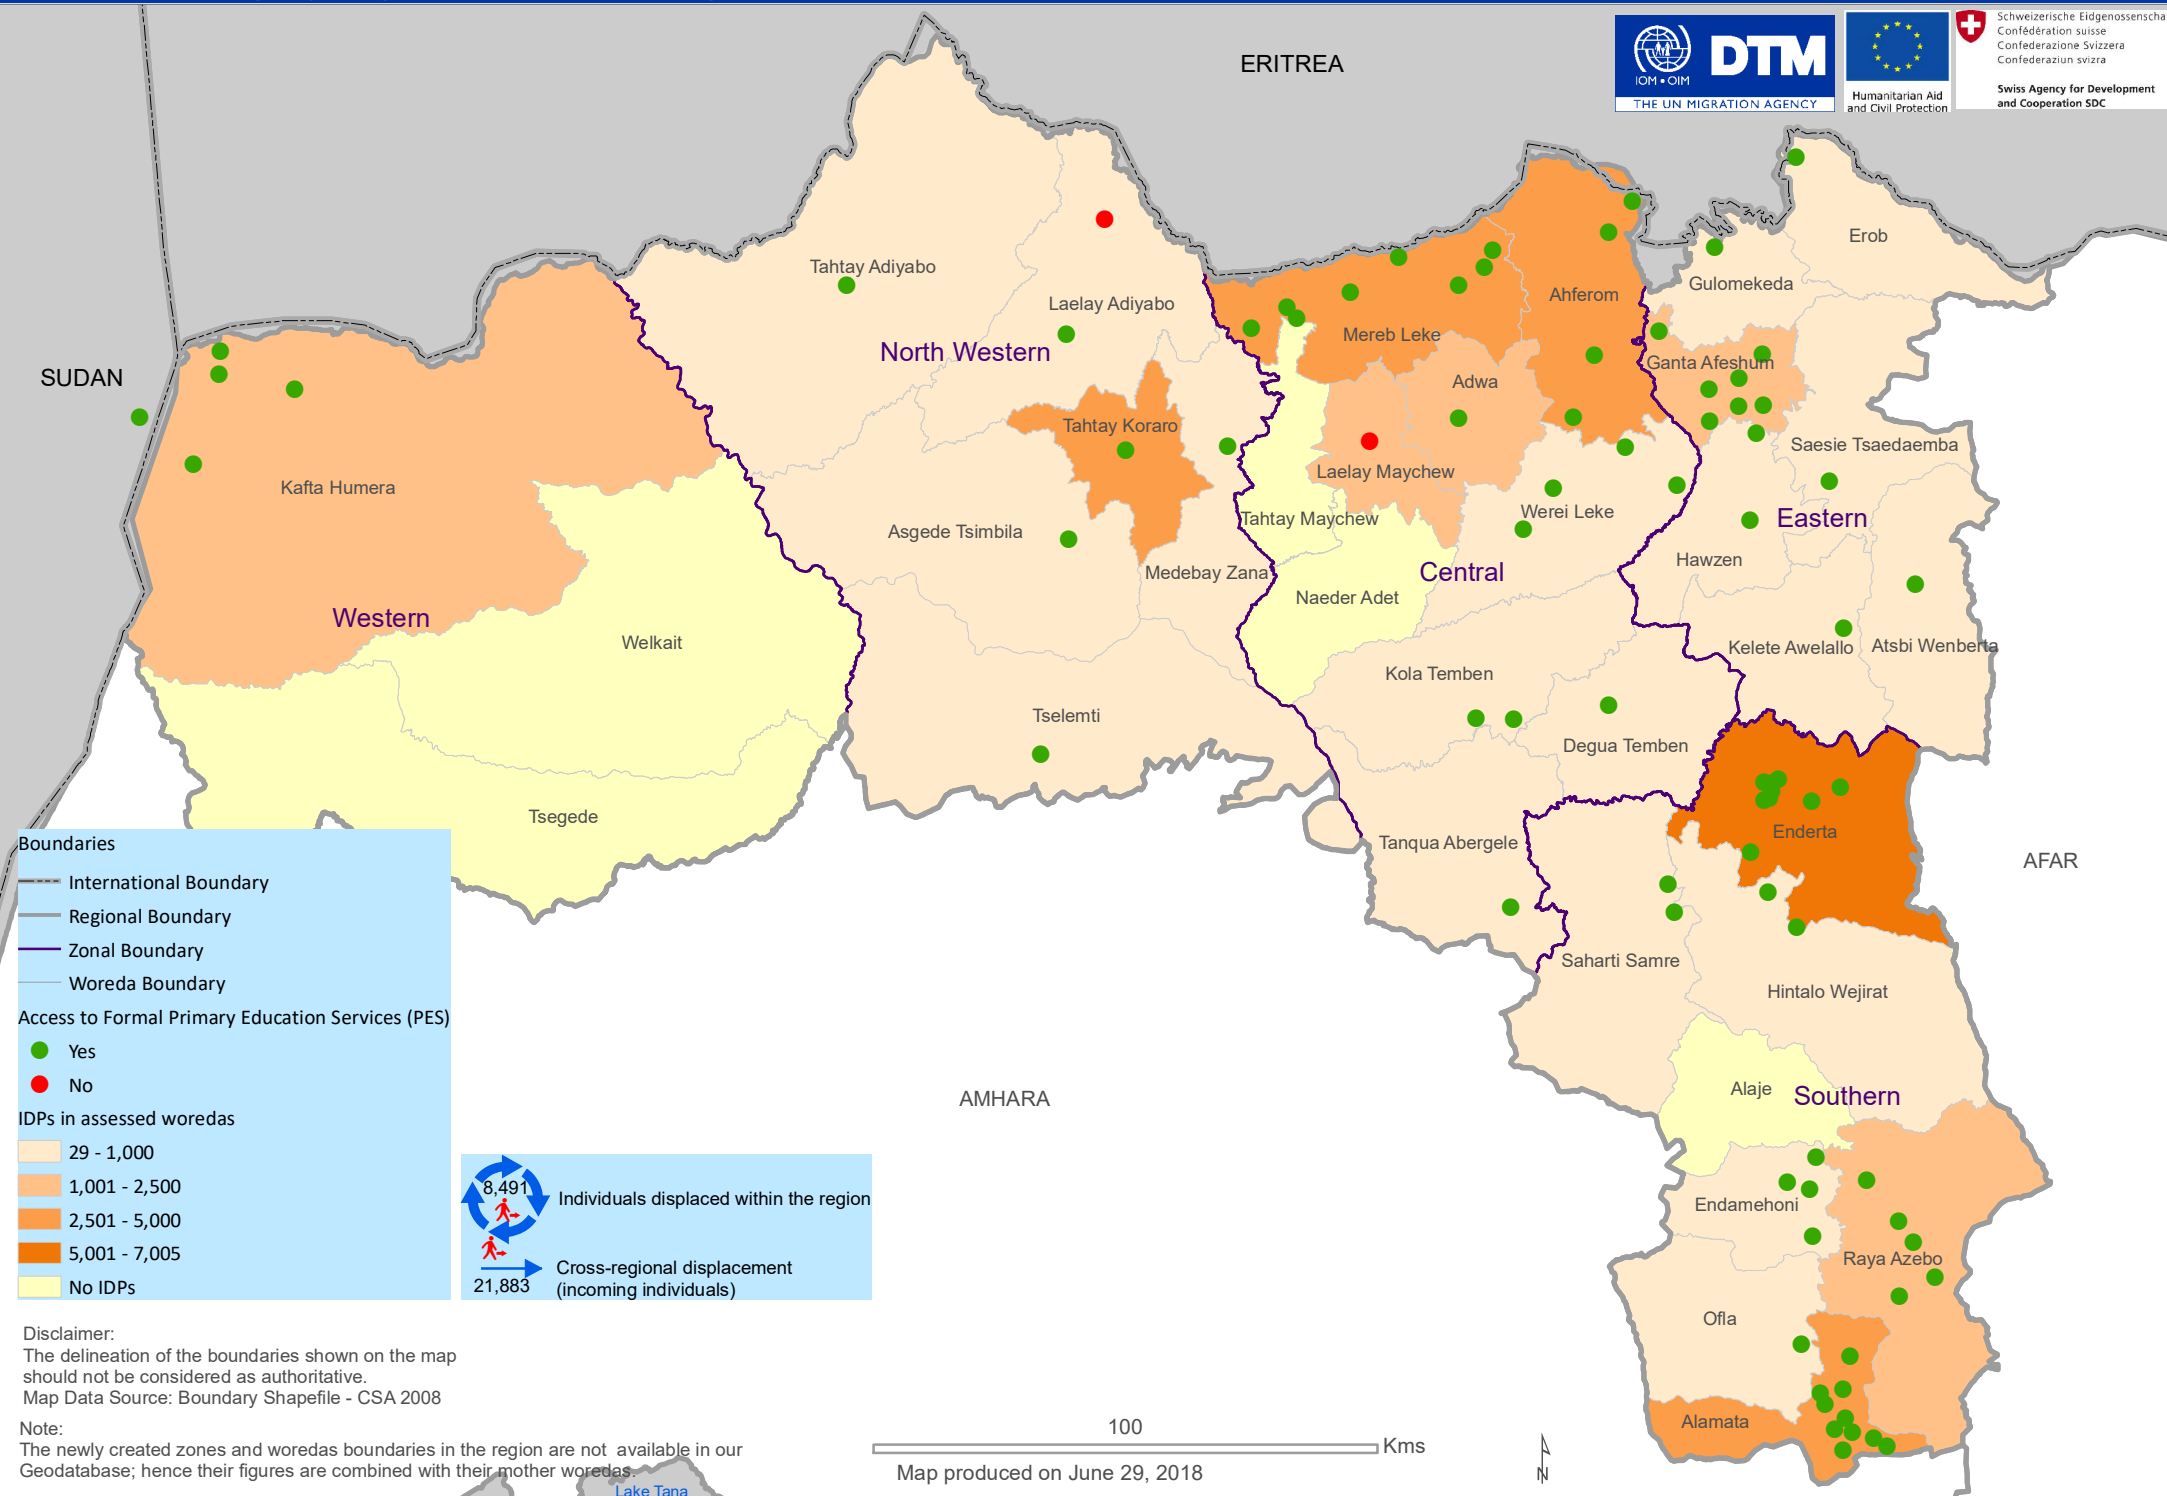 ERITREA
IOM • OIM
DTM
THE UN MIGRATION AGENCY
Humanitarian Aid
and Civil Protection
Schweizerische Eidgenossenscha
Confédération suisse
Confederazione Svizzera
Confederaziun svizra
Swiss Agency for Development
and Cooperation SDC
Erob
Tahtay Adiyabo
Gulomekeda
Laelay Adiyabo
Ahferom
Mereb Leke
North Western
Ganta Afeshum
SUDAN
Adwa
Tahtay Koraro
Saesie Tsaedaemba
Laelay Maychew
Kafta Humera
Werei Leke
Tahtay Maychew
Eastern
Asgede Tsimbila
Hawzen
Medebay Zana
Central
Naeder Adet
Western
Welkait
Kelete Awelallo
Atsbi Wenberta
Kola Temben
Tselemti
Degua Temben
Tsegede
Enderta
Tanqua Abergele
AFAR
Saharti Samre
Hintalo Wejirat
Alaje
Southern
AMHARA
Endamehoni
Raya Azebo
Ofla
Alamata
Boundaries
International Boundary
Regional Boundary
Zonal Boundary
Woreda Boundary
Access to Formal Primary Education Services (PES)
Yes
No
IDPs in assessed woredas
29 - 1,000
1,001 - 2,500
2,501 - 5,000
5,001 - 7,005
No IDPs
8,491
Individuals displaced within the region
Cross-regional displacement
21,883
(incoming individuals)
Disclaimer:
The delineation of the boundaries shown on the map
should not be considered as authoritative.
Map Data Source: Boundary Shapefile - CSA 2008
Note:
The newly created zones and woredas boundaries in the region are not available in our
Geodatabase; hence their figures are combined with their mother woredas.
Lake Tana
100
Kms
Map produced on June 29, 2018
N